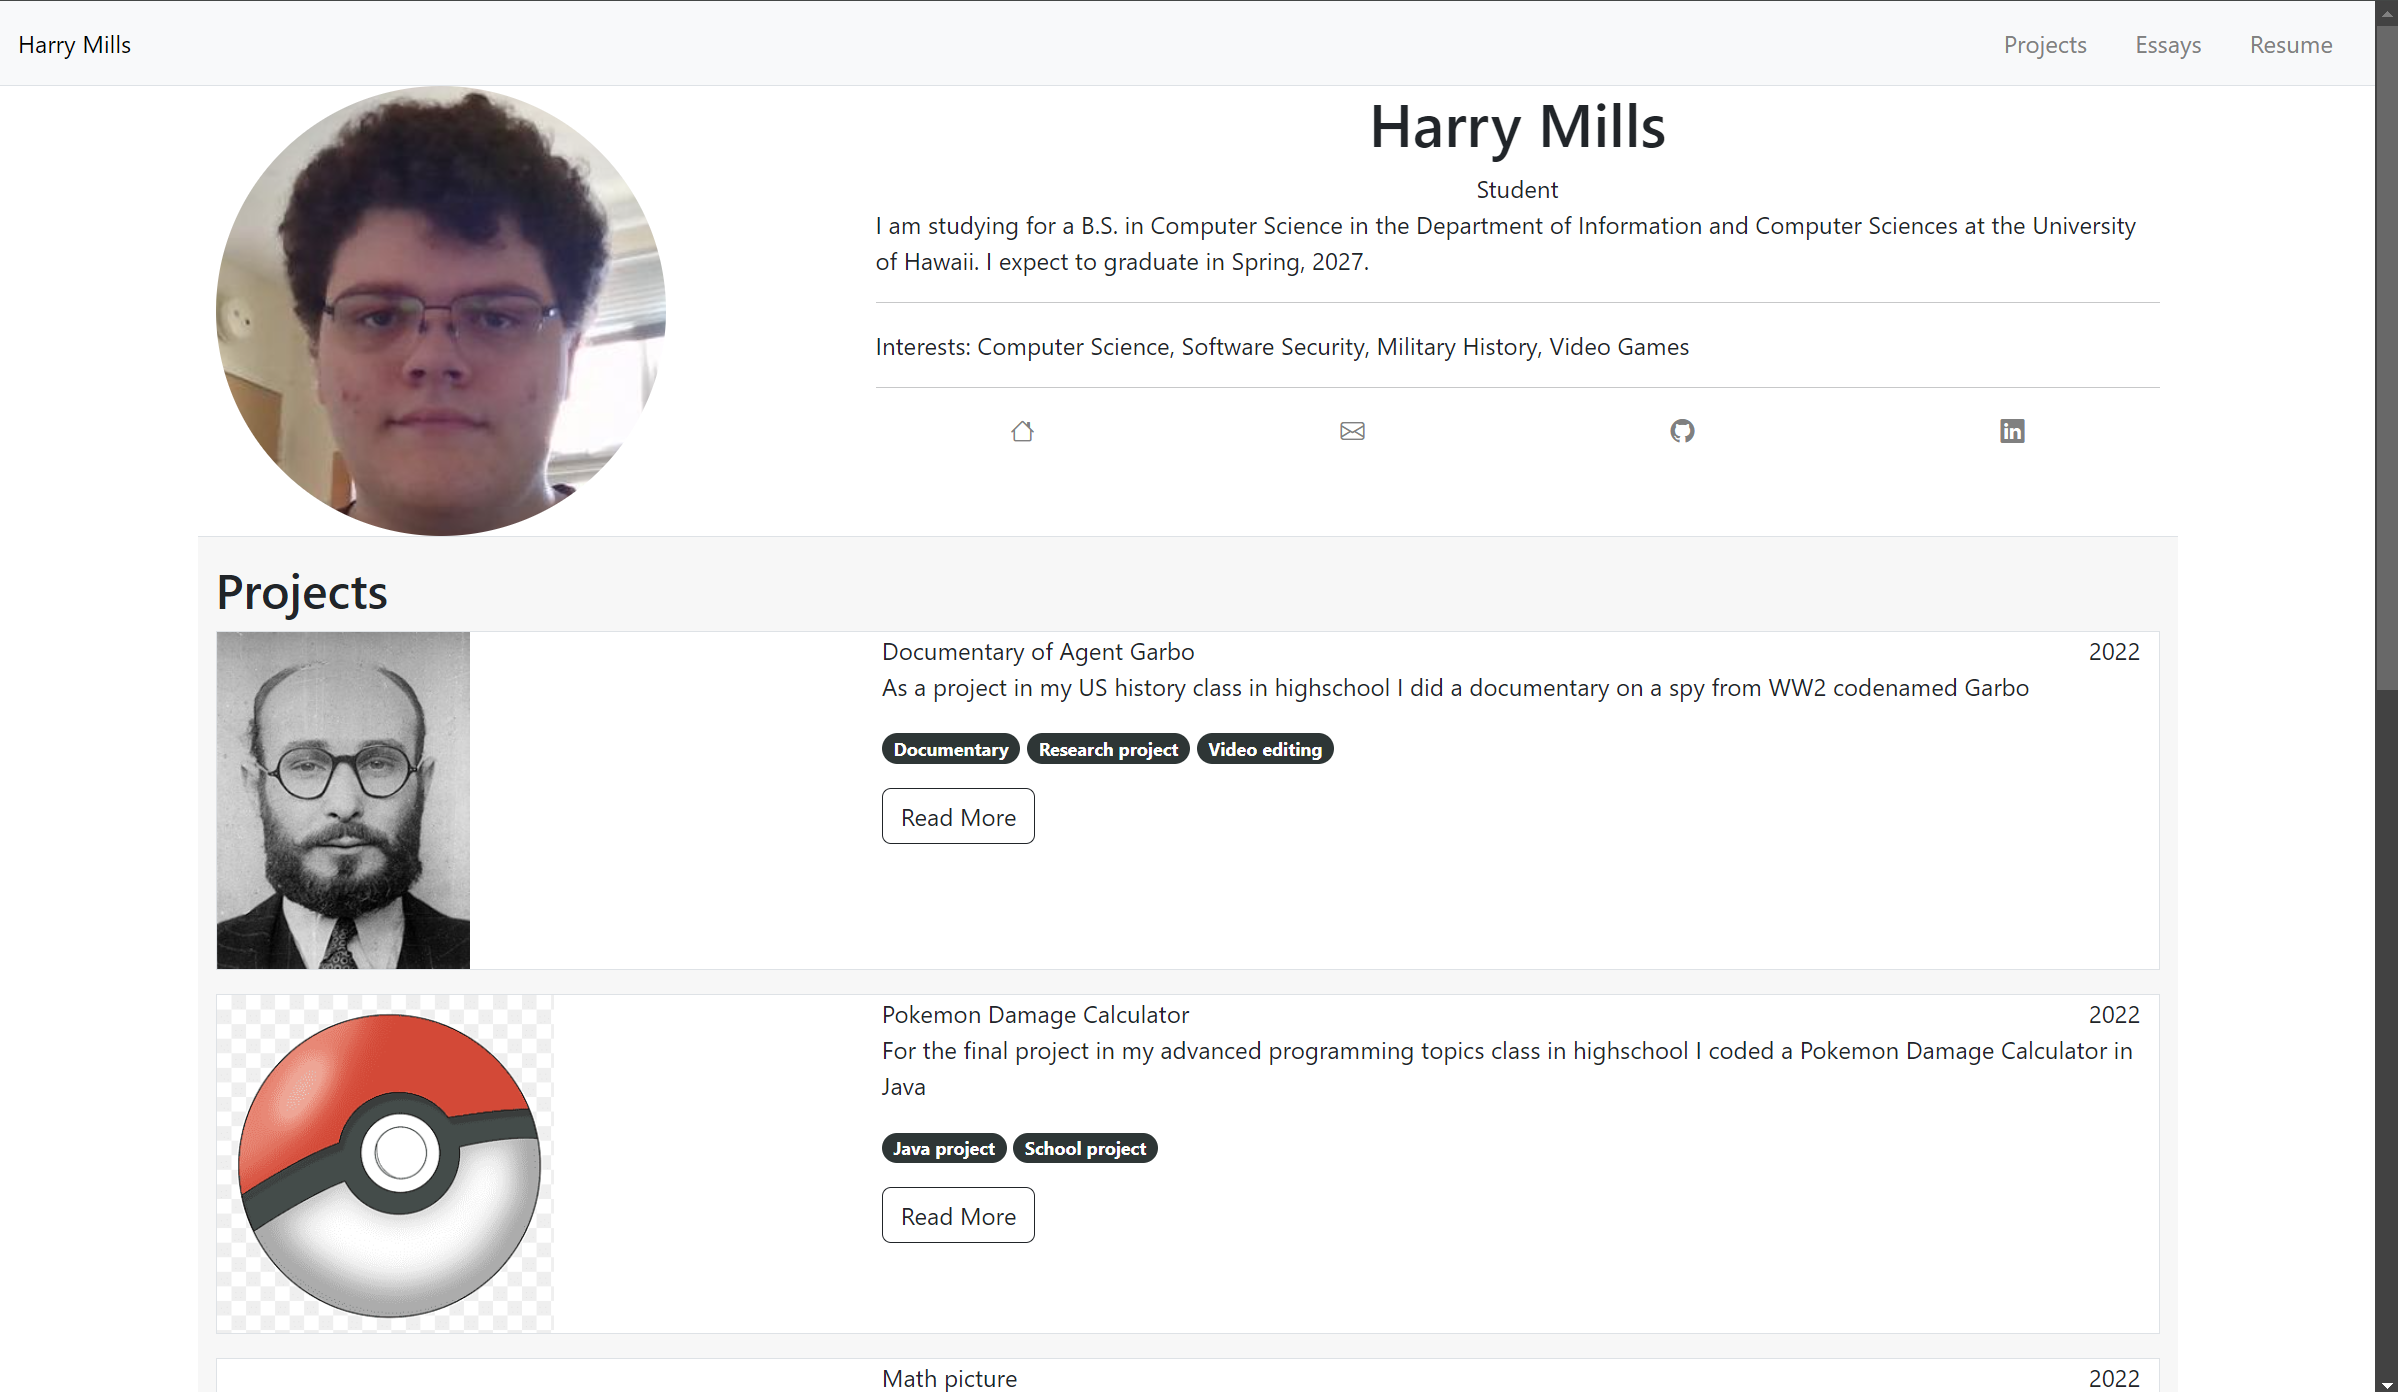 Harry Mills
Projects Essays Resume
Harry Mills
Student
I am studying for a B.S. in Computer Science in the Department of Information and Computer Sciences at the University
of Hawaii. I expect to graduate in Spring, 2027.
Interests: Computer Science, Software Security, Military History, Video Games
Projects
Documentary of Agent Garbo 2022
As a project in my US history class in highschool I did a documentary on a spy from WW2 codenamed Garbo
Documentary Research project Video editing
Read More
Pokemon Damage Calculator 2022
For the final project in my advanced programming topics class in highschool I coded a Pokemon Damage Calculator in
Java
Java project School project
Read More
Math picture 2022